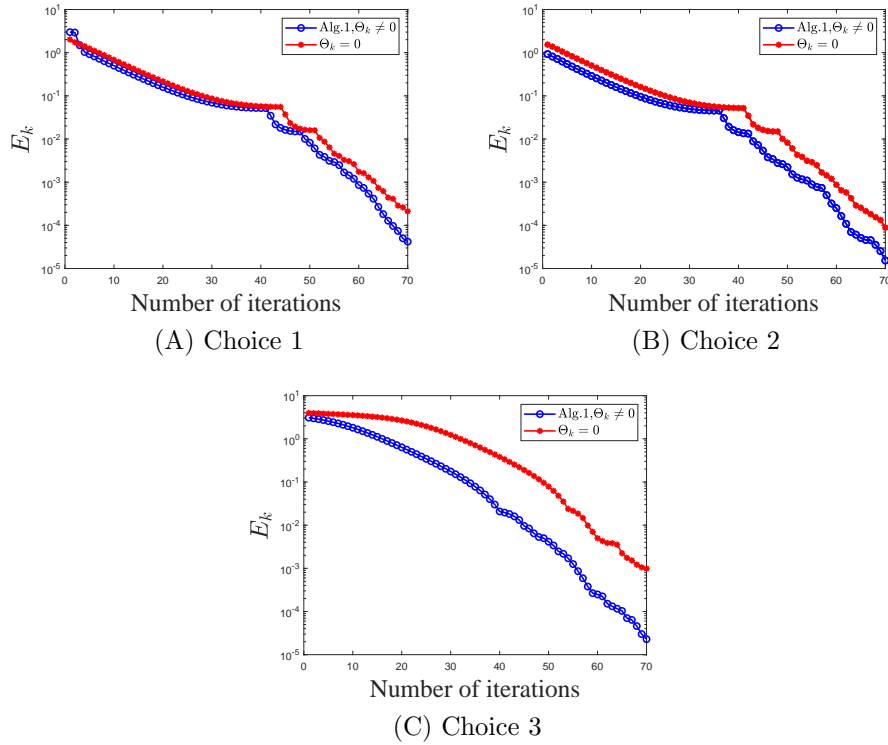 10^1
10^0
10^-1
10^-2
10^-3
10^-4
10^-5
E_k
0 10 20 30 40 50 60 70
Number of iterations
Alg.1,Θ_k ≠ 0
Θ_k = 0
(A) Choice 1
10^1
10^0
10^-1
10^-2
10^-3
10^-4
10^-5
E_k
0 10 20 30 40 50 60 70
Number of iterations
Alg.1,Θ_k ≠ 0
Θ_k = 0
(B) Choice 2
10^1
10^0
10^-1
10^-2
10^-3
10^-4
10^-5
E_k
0 10 20 30 40 50 60 70
Number of iterations
Alg.1,Θ_k ≠ 0
Θ_k = 0
(C) Choice 3